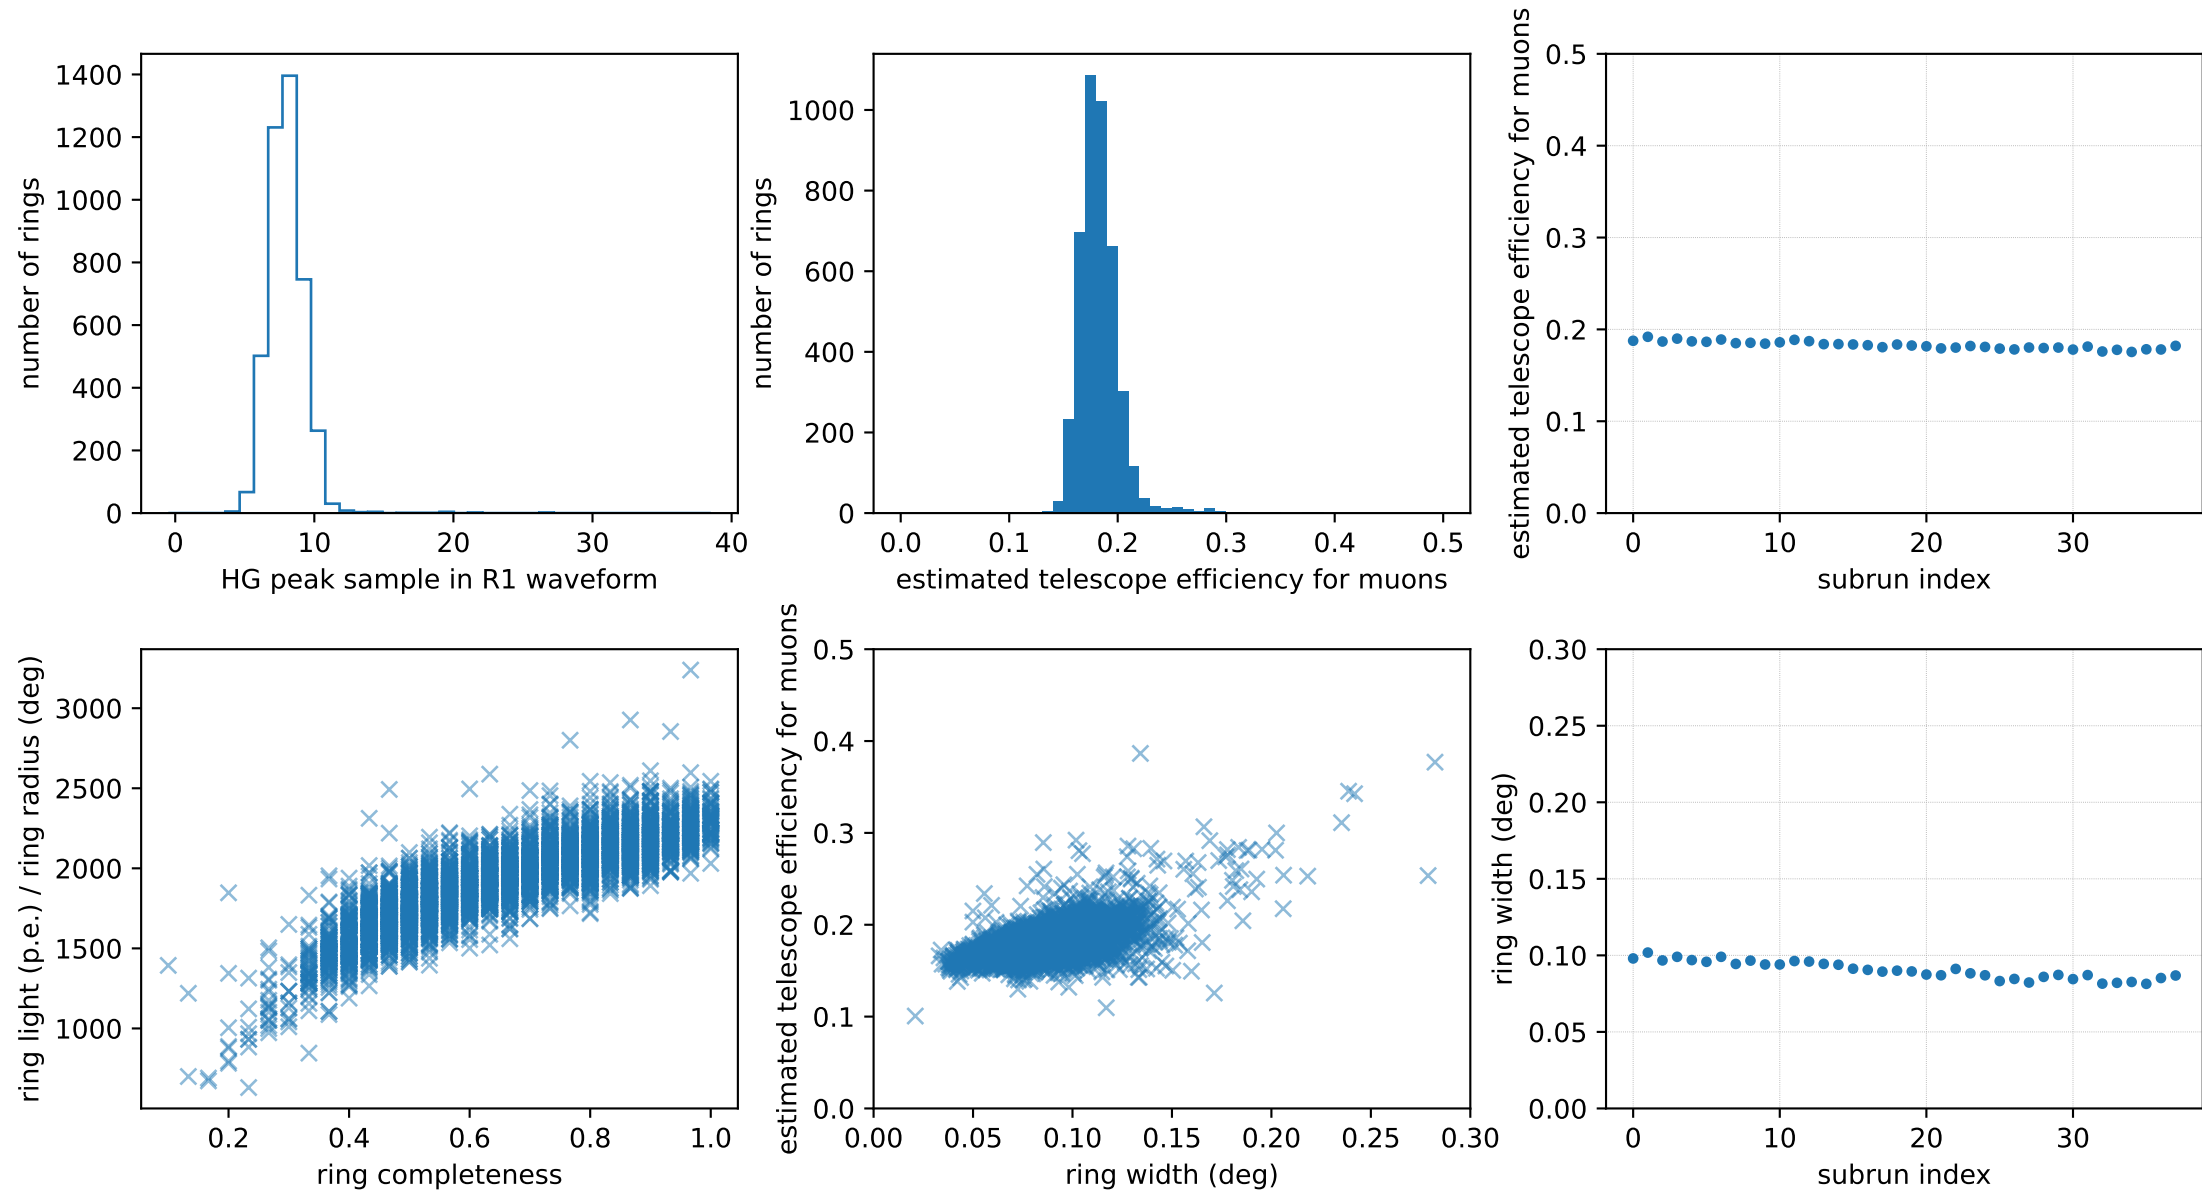 1400
1200
1000
800
600
400
200
0
number of rings
0 10 20 30 40
HG peak sample in R1 waveform
1000
800
600
400
200
0
number of rings
0.0 0.1 0.2 0.3 0.4 0.5
estimated telescope efficiency for muons
0.5
0.4
0.3
0.2
0.1
0.0
estimated telescope efficiency for muons
0 10 20 30
subrun index
3000
2500
2000
1500
1000
ring light (p.e.) / ring radius (deg)
0.2 0.4 0.6 0.8 1.0
ring completeness
0.5
0.4
0.3
0.2
0.1
0.0
estimated telescope efficiency for muons
0.00 0.05 0.10 0.15 0.20 0.25 0.30
ring width (deg)
0.30
0.25
0.20
0.15
0.10
0.05
0.00
ring width (deg)
0 10 20 30
subrun index